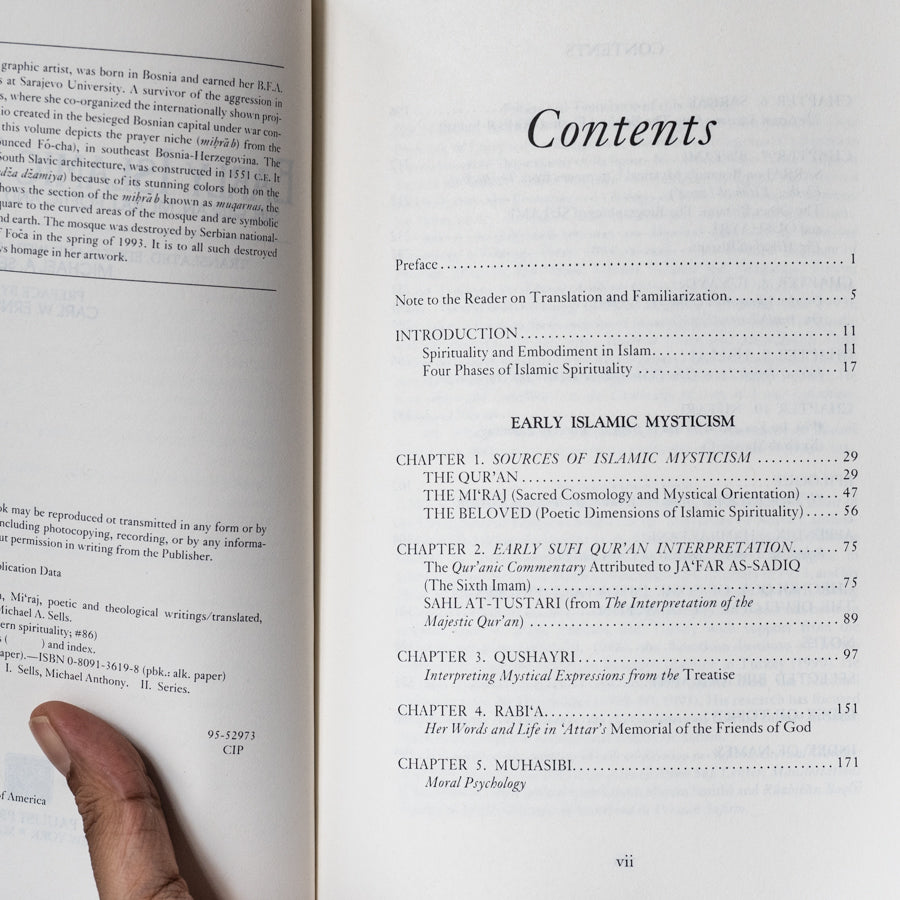 graphic artist, was born in Bosnia and earned her B.F.A.
s at Sarajevo University. A survivor of the aggression in
s, where she co-organized the internationally shown proj-
io created in the besieged Bosnian capital under war con-
this volume depicts the prayer niche (miḥrāb) from the
ounced Fó-cha), in southeast Bosnia-Herzegovina. The
South Slavic architecture, was constructed in 1551 C.E. It
dža džamiya) because of its stunning colors both on the
hows the section of the miḥrāb known as muqarnas, the
quare to the curved areas of the mosque and are symbolic
nd earth. The mosque was destroyed by Serbian national-
f Foča in the spring of 1993. It is to all such destroyed
ys homage in her artwork.
ok may be reproduced or transmitted in any form or by
ncluding photocopying, recording, or by any informa-
ut permission in writing from the Publisher.
plication Data
, Miʻraj, poetic and theological writings/translated,
Michael A. Sells.
ern spirituality; #86)
s ( ) and index.
aper).—ISBN 0-8091-3619-8 (pbk.: alk. paper)
I. Sells, Michael Anthony. II. Series.
95-52973
CIP
of America
Contents
Preface 1
Note to the Reader on Translation and Familiarization 5
INTRODUCTION 11
Spirituality and Embodiment in Islam 11
Four Phases of Islamic Spirituality 17
EARLY ISLAMIC MYSTICISM
CHAPTER 1. SOURCES OF ISLAMIC MYSTICISM 29
THE QUR’AN 29
THE MIʻRAJ (Sacred Cosmology and Mystical Orientation) 47
THE BELOVED (Poetic Dimensions of Islamic Spirituality) 56
CHAPTER 2. EARLY SUFI QUR’AN INTERPRETATION 75
The Qur’anic Commentary Attributed to JAʻFAR AS-SADIQ
(The Sixth Imam) 75
SAHL AT-TUSTARI (from The Interpretation of the
Majestic Qur’an) 89
CHAPTER 3. QUSHAYRI 97
Interpreting Mystical Expressions from the Treatise
CHAPTER 4. RABIʻA 151
Her Words and Life in ʻAttar’s Memorial of the Friends of God
CHAPTER 5. MUHASIBI 171
Moral Psychology
vii